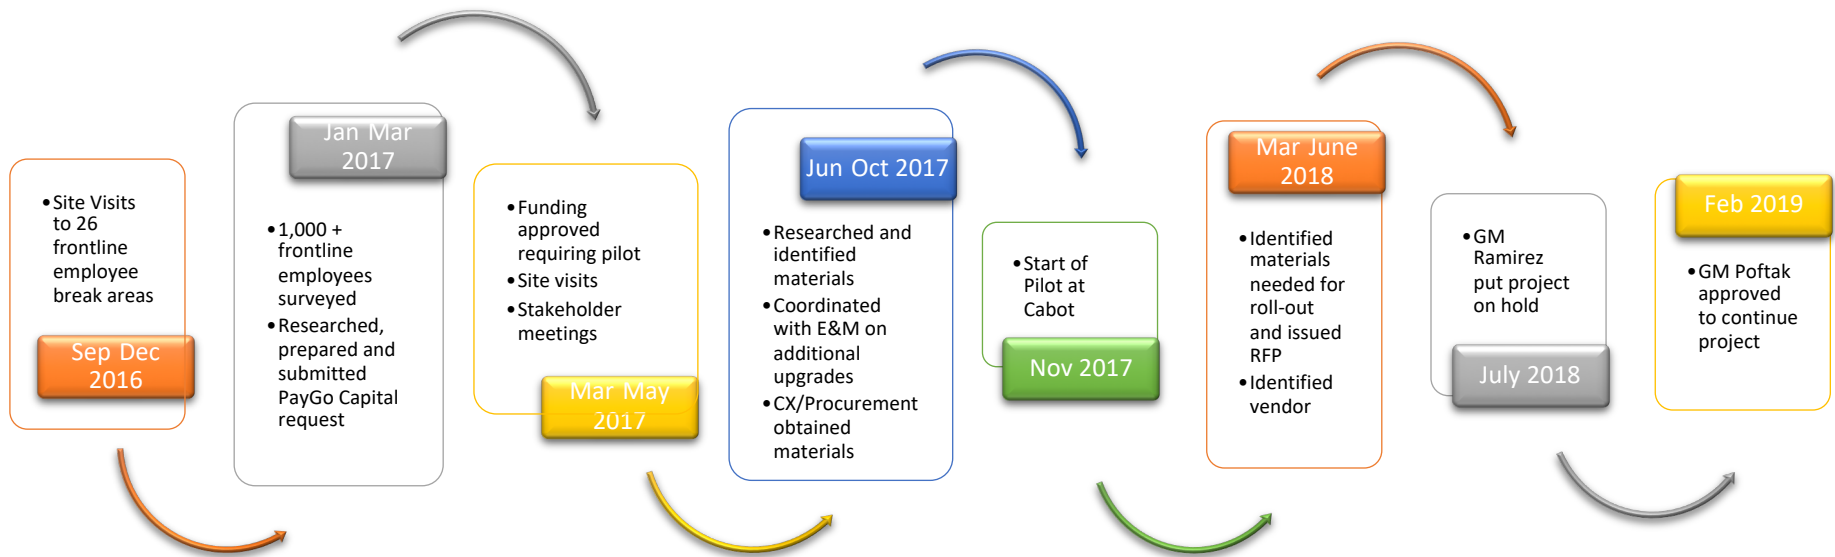 •Site Visits
to 26
frontline
employee
break areas
Sep Dec
2016
Jan Mar
2017
•1,000 +
frontline
employees
surveyed
•Researched,
prepared and
submitted
PayGo Capital
request
•Funding
approved
requiring pilot
•Site visits
•Stakeholder
meetings
Mar May
2017
Jun Oct 2017
•Researched and
identified
materials
•Coordinated
with E&M on
additional
upgrades
•CX/Procurement
obtained
materials
•Start of
Pilot at
Cabot
Nov 2017
Mar June
2018
•Identified
materials
needed for
roll-out
and issued
RFP
•Identified
vendor
•GM
Ramirez
put project
on hold
July 2018
Feb 2019
•GM Poftak
approved
to continue
project